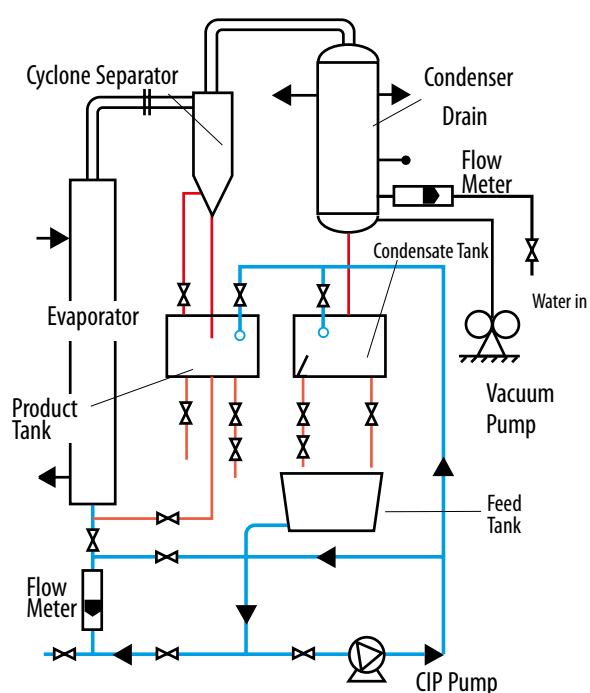 Cyclone Separator
Condenser
Drain
Flow
Meter
Condensate Tank
Water in
Evaporator
Product
Tank
Vacuum
Pump
Feed
Tank
Flow
Meter
CIP Pump